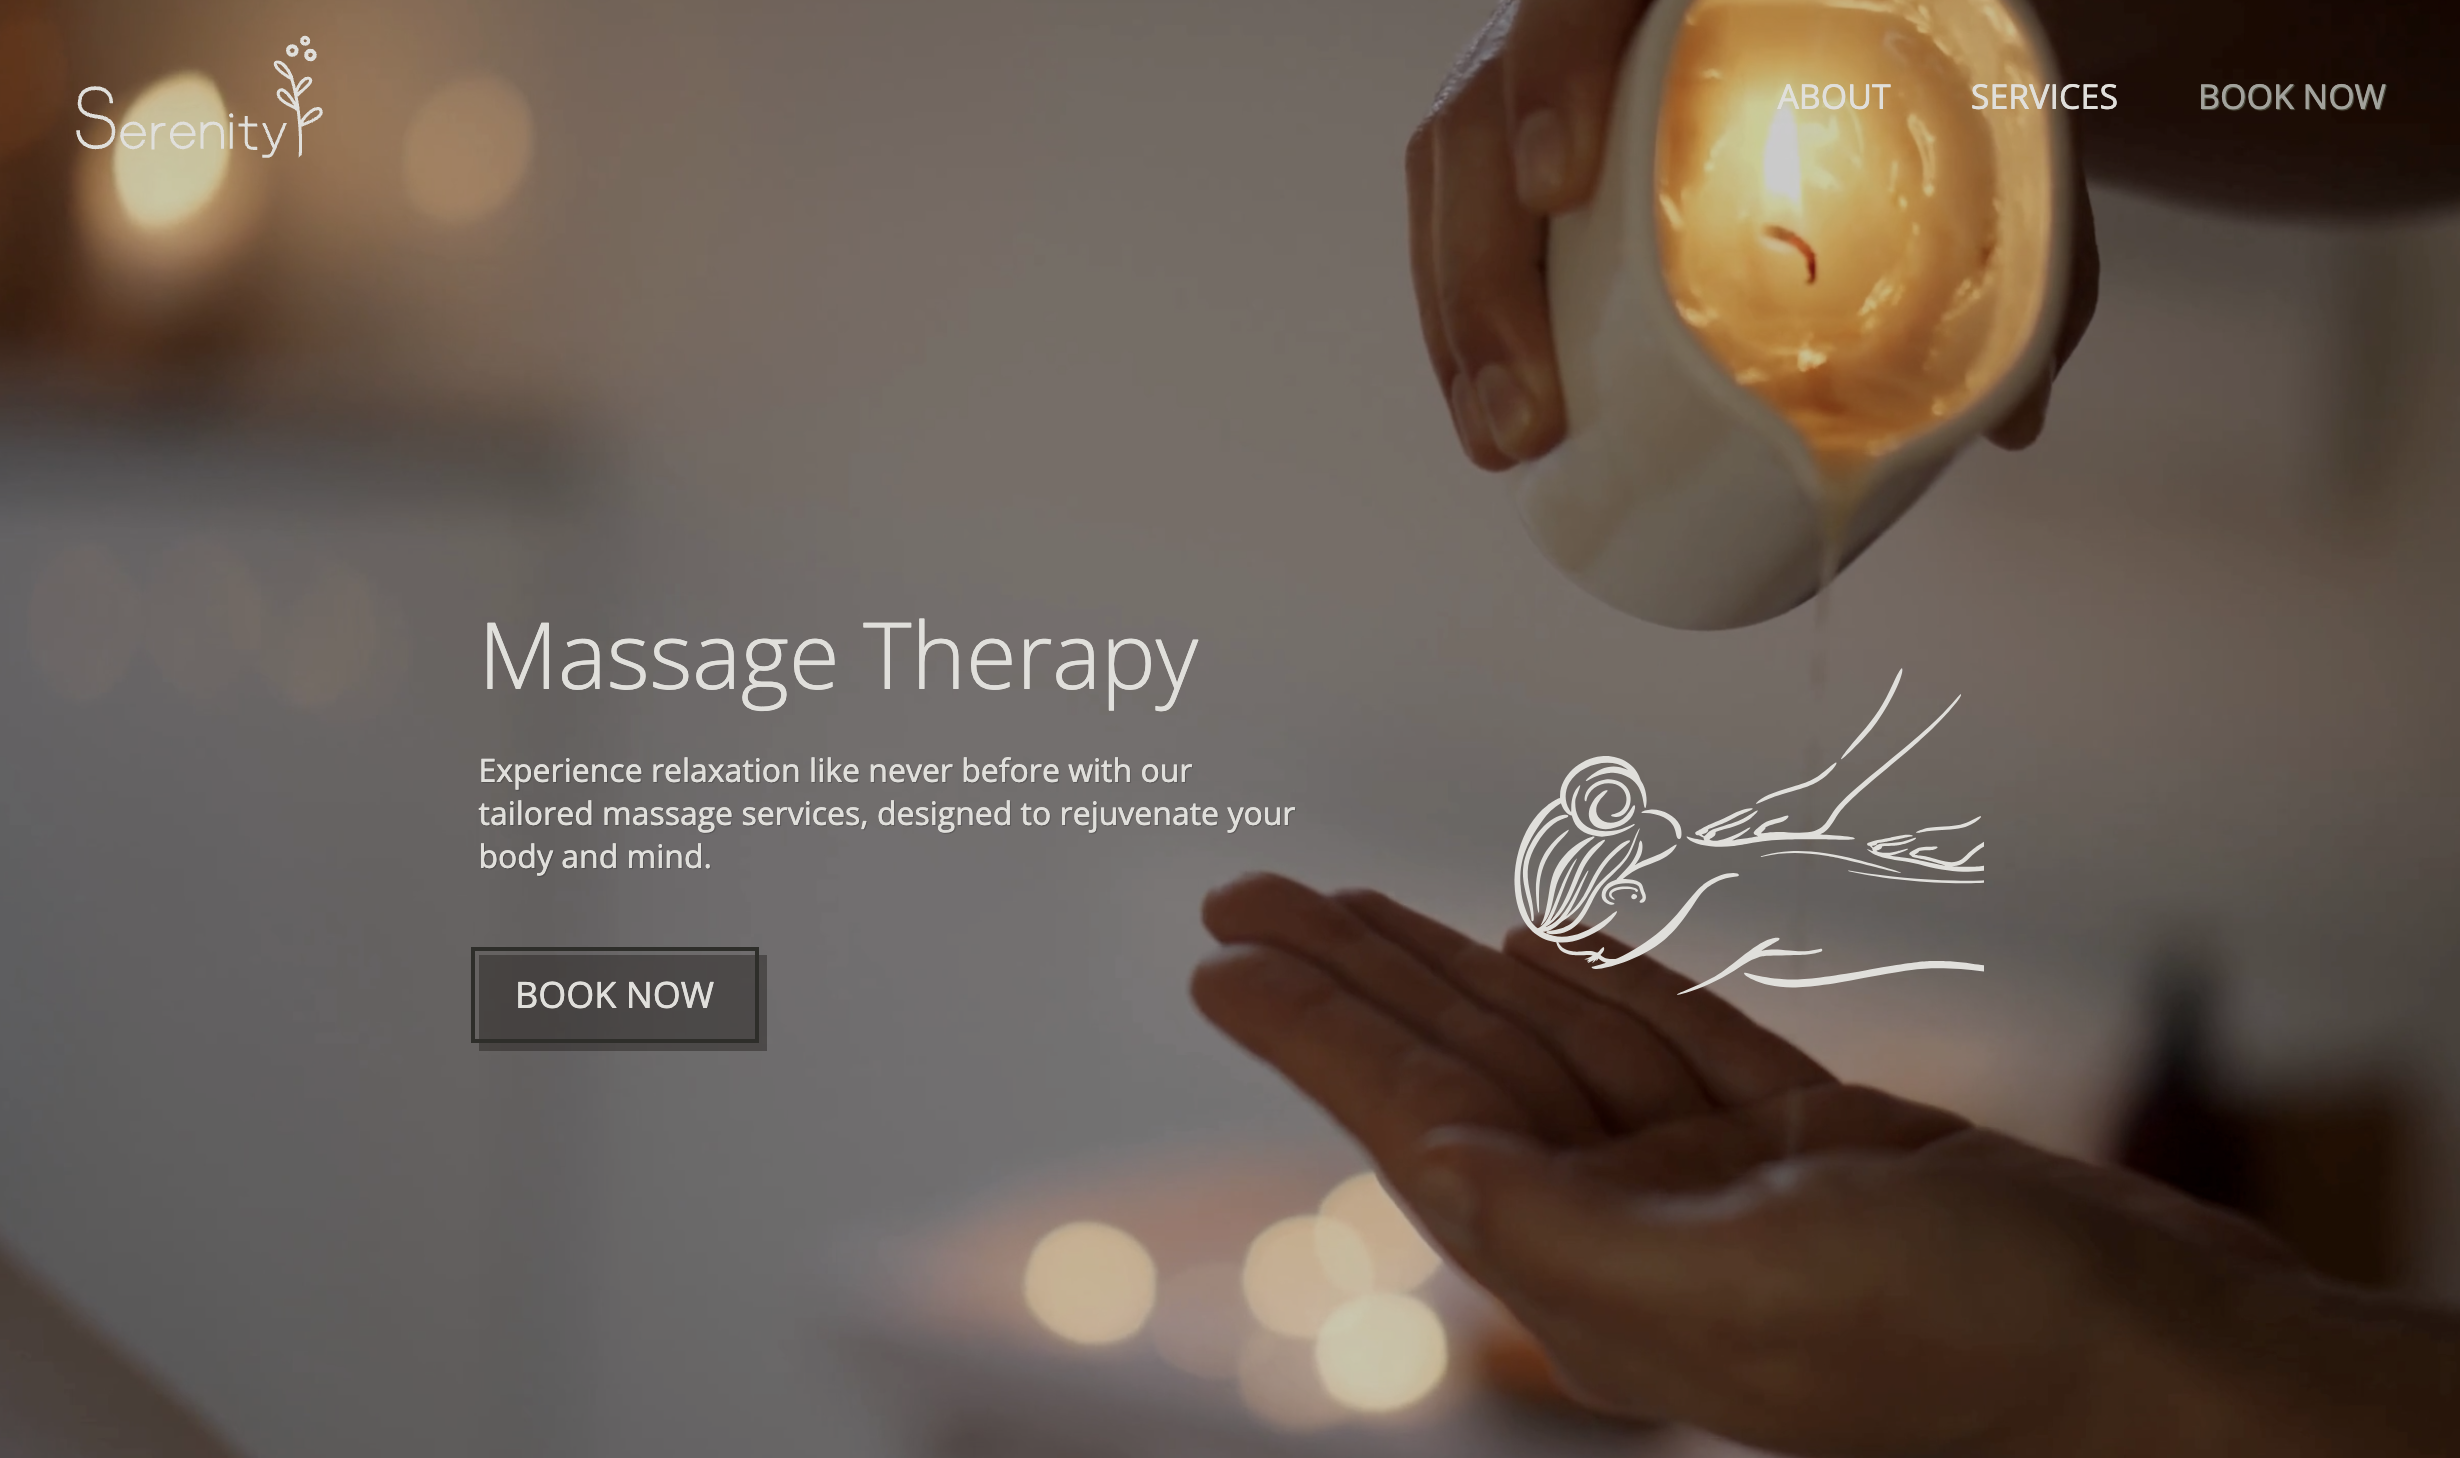 Serenity
ABOUT
SERVICES
BOOK NOW
Massage Therapy
Experience relaxation like never before with our
tailored massage services, designed to rejuvenate your
body and mind.
BOOK NOW